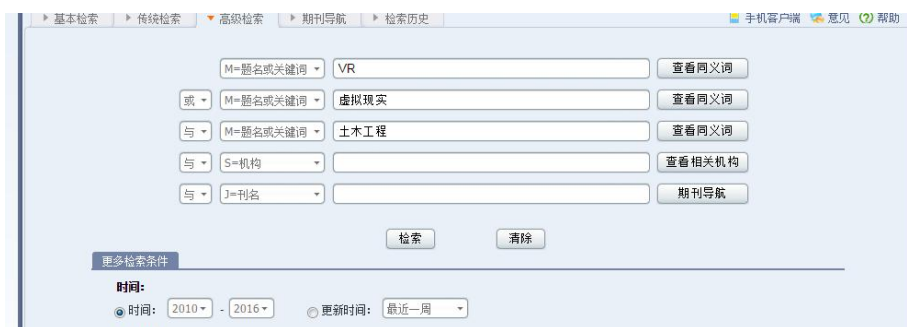 基本检索 传统检索 高级检索 期刊导航 检索历史 手机客户端 意见 帮助
M=题名或关键词 VR 查看同义词
或 M=题名或关键词 虚拟现实 查看同义词
与 M=题名或关键词 土木工程 查看同义词
与 S=机构 查看相关机构
与 J=刊名 期刊导航
检索 清除
更多检索条件
时间:
时间: 2010 - 2016 更新时间: 最近一周